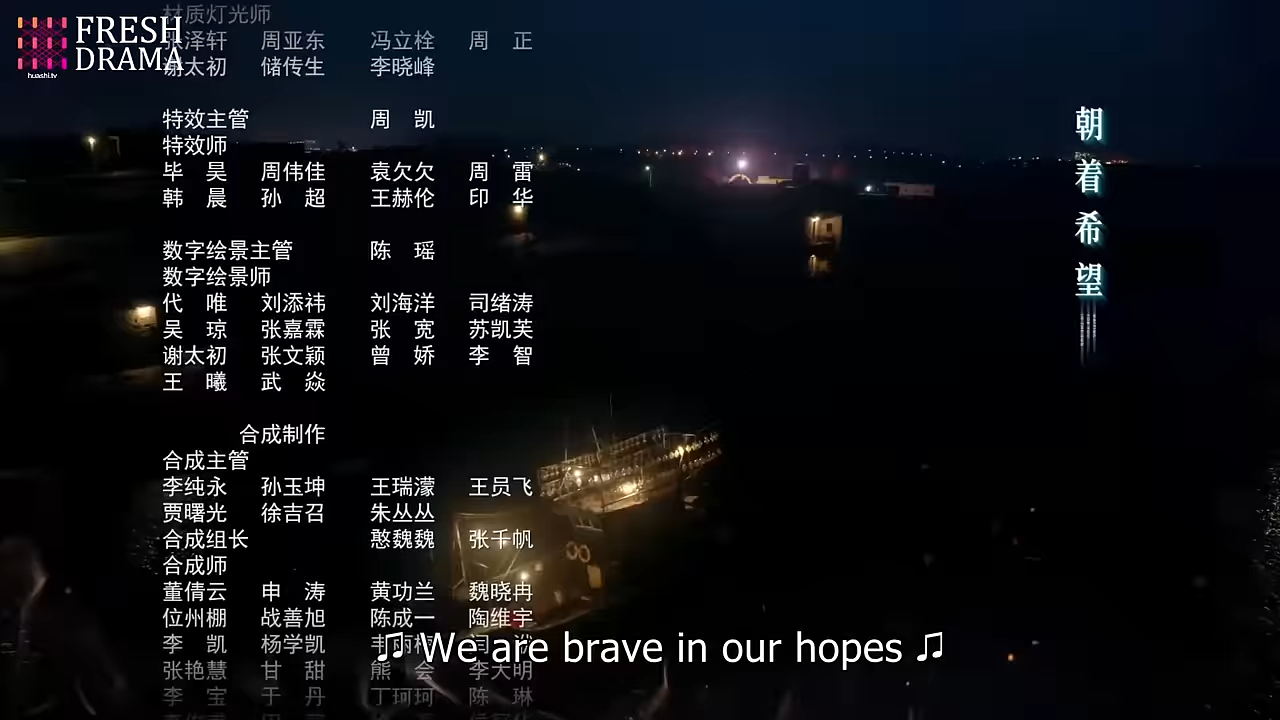 FRESH
DRAMA
huashi.tv
材质灯光师
张泽轩 周亚东 冯立栓 周 正
谢太初 储传生 李晓峰
特效主管 周 凯
特效师
毕 昊 周伟佳 袁欠欠 周 雷
韩 晨 孙 超 王赫伦 印 华
数字绘景主管 陈 瑶
数字绘景师
代 唯 刘添祎 刘海洋 司绪涛
吴 琼 张嘉霖 张 宽 苏凯芙
谢太初 张文颖 曾 娇 李 智
王 曦 武 焱
合成制作
合成主管
李纯永 孙玉坤 王瑞濛 王员飞
贾曙光 徐吉召 朱丛丛
合成组长 憨魏魏 张千帆
合成师
董倩云 申 涛 黄功兰 魏晓冉
位州棚 战善旭 陈成一 陶维宇
李 凯 杨学凯
张艳慧 甘 甜 熊 会 李天明
李 宝 于 丹 丁珂珂 陈 琳
朝着希望
♫ We are brave in our hopes ♫